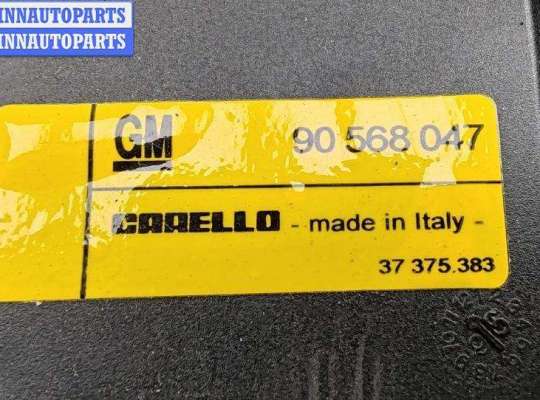 INNAUTOPARTS
INNAUTOPARTS
GM 90 568 047
CARELLO - made in Italy -
37 375.383